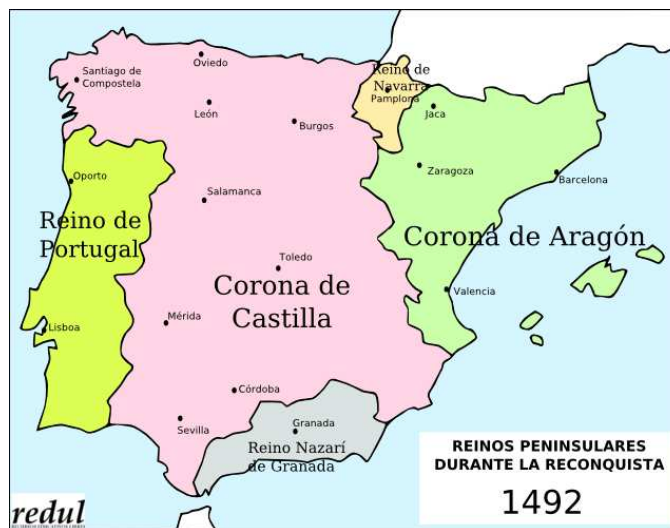 Oviedo
Santiago de
Compostela
León
Burgos
Reino de
Navarra
Pamplona
Jaca
Zaragoza
Barcelona
Oporto
Salamanca
Reino de
Portugal
Corona de Aragón
Toledo
Corona de
Castilla
Valencia
Lisboa
Mérida
Córdoba
Sevilla
Granada
Reino Nazarí
de Granada
REINOS PENINSULARES
DURANTE LA RECONQUISTA
1492
redul